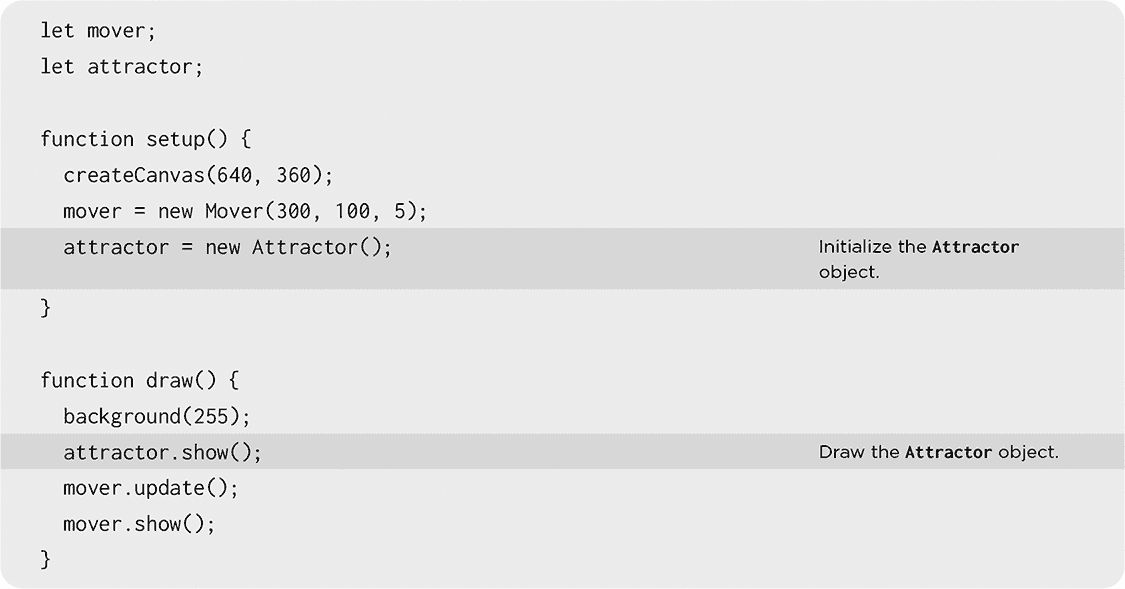 let mover;
let attractor;
function setup() {
createCanvas(640, 360);
mover = new Mover(300, 100, 5);
attractor = new Attractor();
Initialize the Attractor
object.
}
function draw() {
background(255);
attractor.show();
Draw the Attractor object.
mover.update();
mover.show();
}